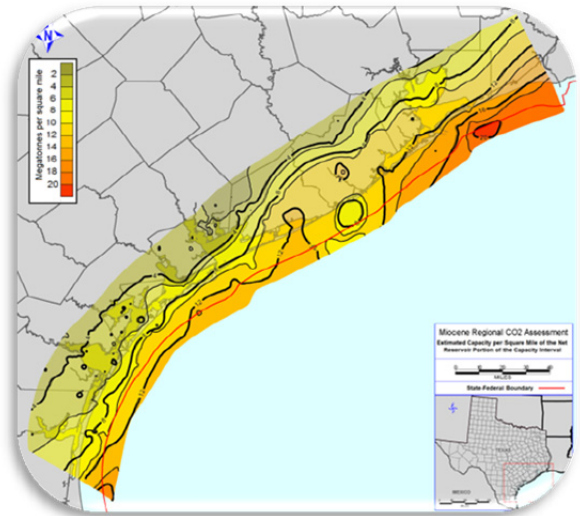 N
Megatonnes per square mile
2
4
6
8
10
12
14
16
18
20
Miocene Regional CO2 Assessment
Estimated Capacity per Square Mile of the Net
Reservoir Portion of the Capacity Interval
MILES
State-Federal Boundary
TEXAS
MEXICO